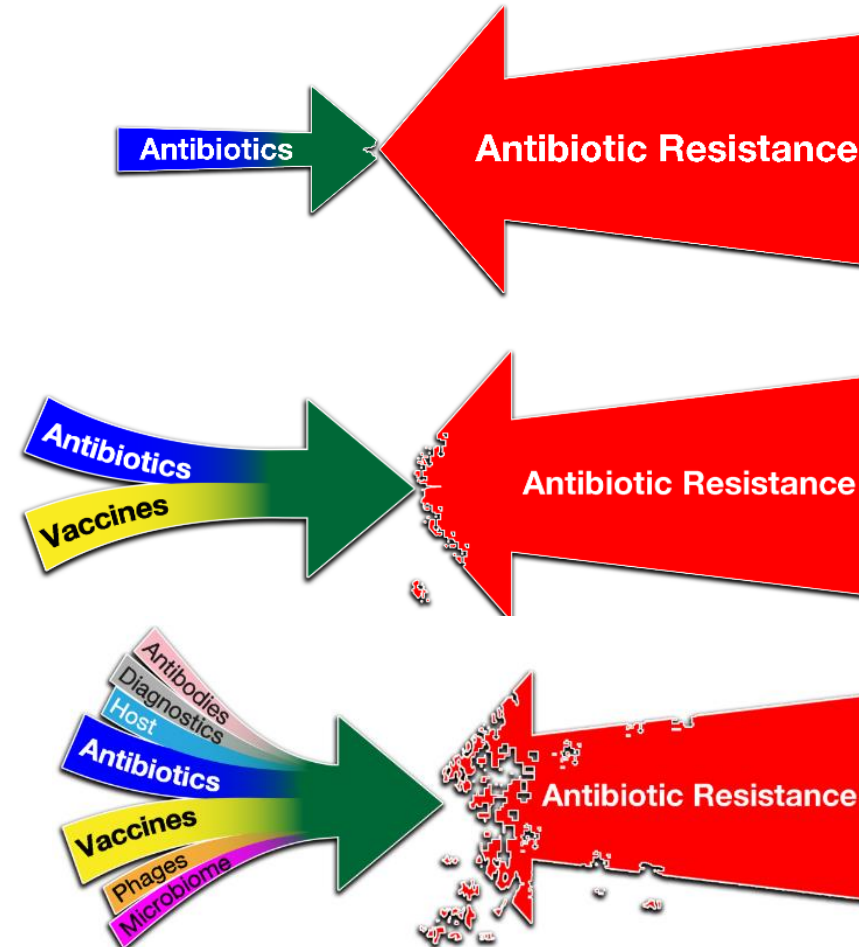 Antibiotics
Antibiotic Resistance
Antibiotics
Vaccines
Antibiotic Resistance
Antibodies
Diagnostics
Host
Antibiotics
Vaccines
Phages
Microbiome
Antibiotic Resistance